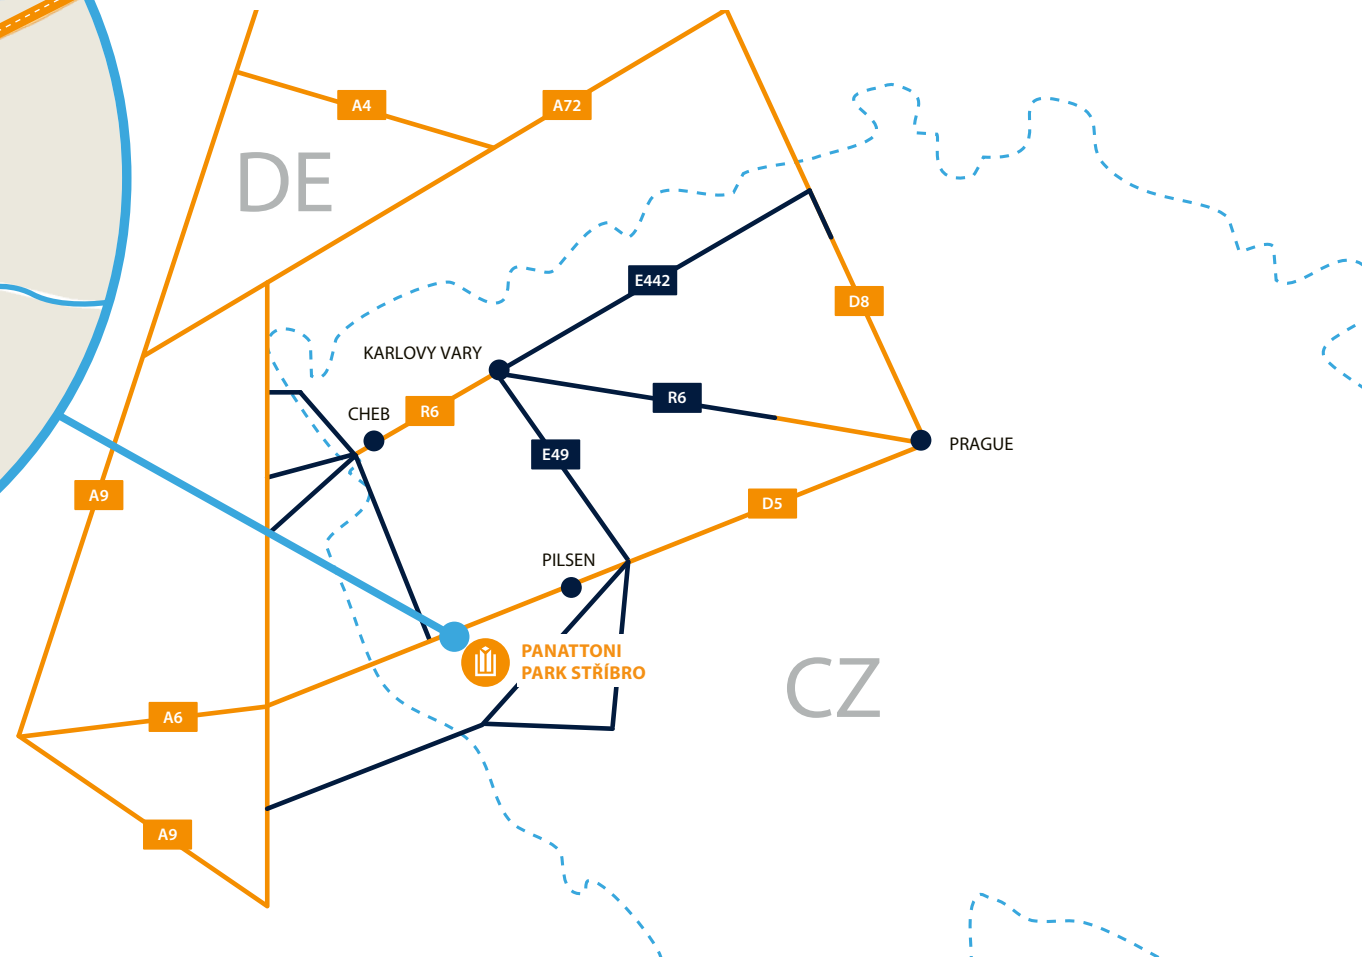 A4
A72
DE
E442
D8
KARLOVY VARY
R6
CHEB
R6
PRAGUE
E49
A9
D5
PILSEN
PANATTONI
PARK STŘÍBRO
CZ
A6
A9